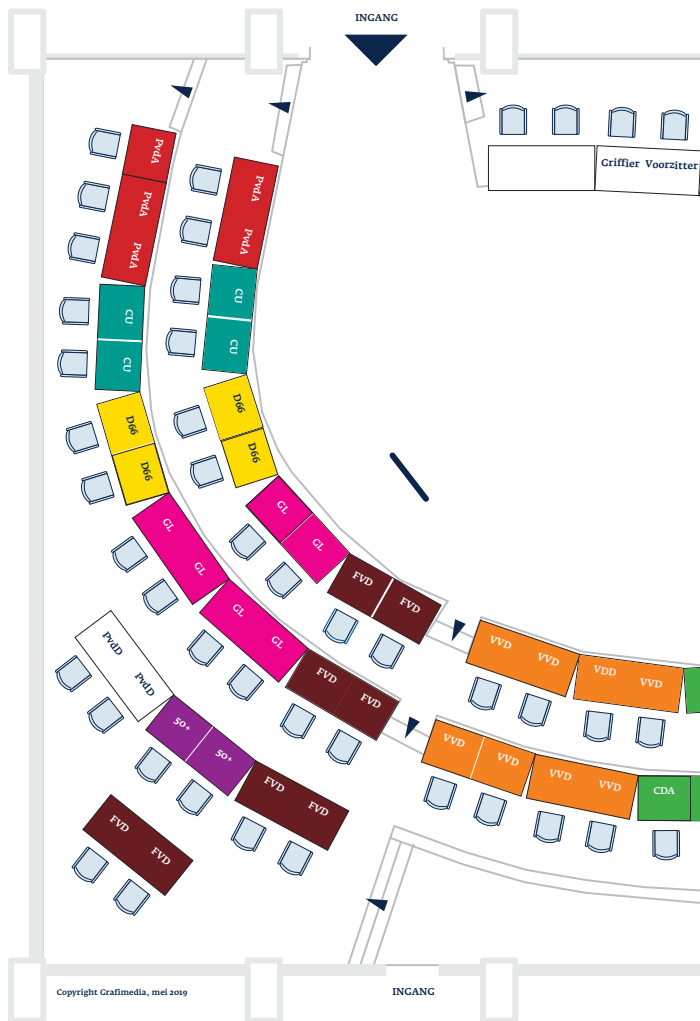 INGANG
Griffier Voorzitter
PvdA
PvdA
PvdA
PvdA
PvdA
CU
CU
CU
CU
D66
D66
D66
D66
GL
GL
GL
GL
GL
GL
FVD
FVD
FVD
FVD
VVD
VVD
VDD
VVD
PvdD
PvdD
50+
50+
VVD
VVD
VVD
VVD
CDA
FVD
FVD
FVD
FVD
Copyright Grafimedia, mei 2019
INGANG